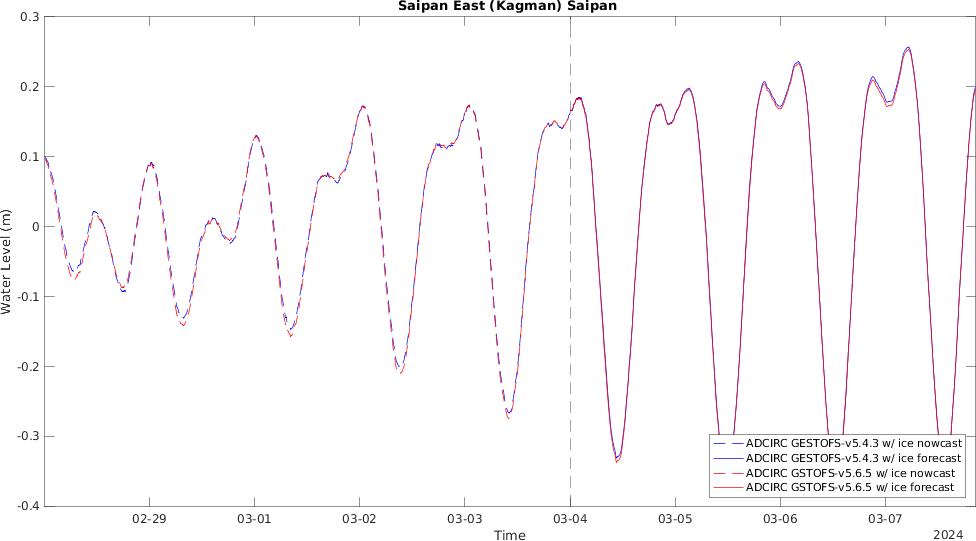 Saipan East (Kagman) Saipan
0.3
0.2
0.1
0
-0.1
-0.2
-0.3
-0.4
Water Level (m)
ADCIRC GESTOFS-v5.4.3 w/ ice nowcast
ADCIRC GESTOFS-v5.4.3 w/ ice forecast
ADCIRC GSTOFS-v5.6.5 w/ ice nowcast
ADCIRC GSTOFS-v5.6.5 w/ ice forecast
02-29 03-01 03-02 03-03 03-04 03-05 03-06 03-07
Time
2024